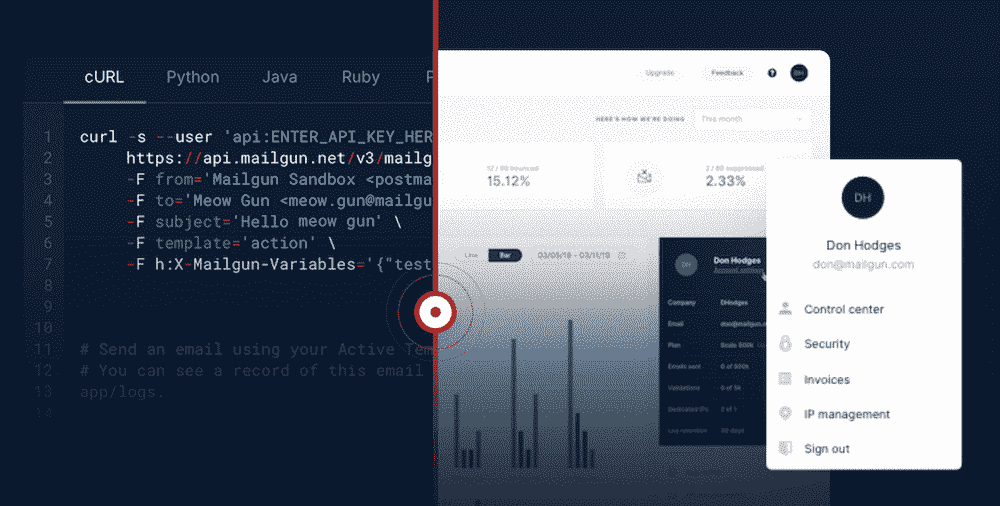 cURL Python Java Ruby P
1 curl -s --user 'api:ENTER_API_KEY_HER
2 https://api.mailgun.net/v3/mailg
3 -F from='Mailgun Sandbox <postma
4 -F to='Meow Gun <meow.gun@mailgu
5 -F subject='Hello meow gun' \
6 -F template='action' \
7 -F h:X-Mailgun-Variables='{"test
8
9
10
11 # Send an email using your Active Tem
12 # You can see a record of this email
13 app/logs.
14
Upgrade Feedback ? DH
HERE'S HOW WE'RE DOING This month
12 / 80 bounced
15.12%
2 / 80 suppressed
2.33%
Line Bar 03/05/19 - 03/11/19
DH Don Hodges
Account settings
Company DHodges
Email don@mailgun.
Plan Scale 500k
Emails sent 0 of 500k
Validations 0 of 5k
Dedicated IPs 2 of 1
Log retention 30 days
DH
Don Hodges
don@mailgun.com
Control center
Security
Invoices
IP management
Sign out